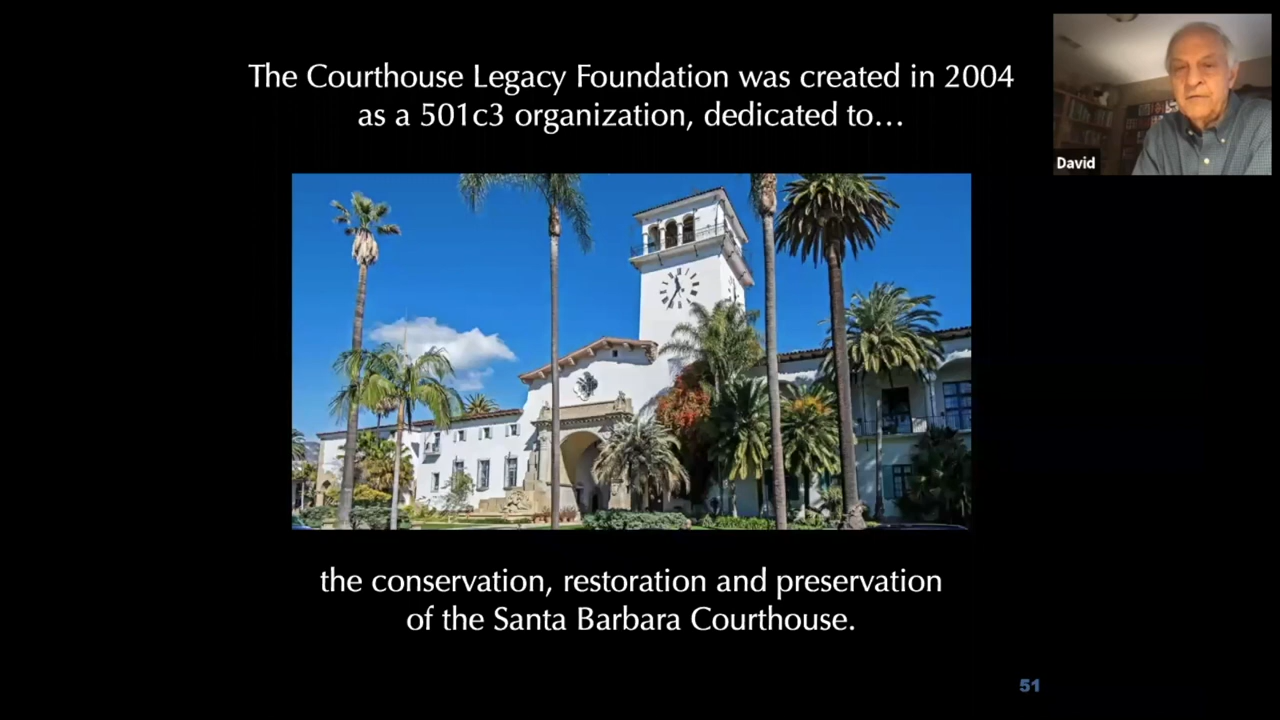 The Courthouse Legacy Foundation was created in 2004
as a 501c3 organization, dedicated to…
David
the conservation, restoration and preservation
of the Santa Barbara Courthouse.
51